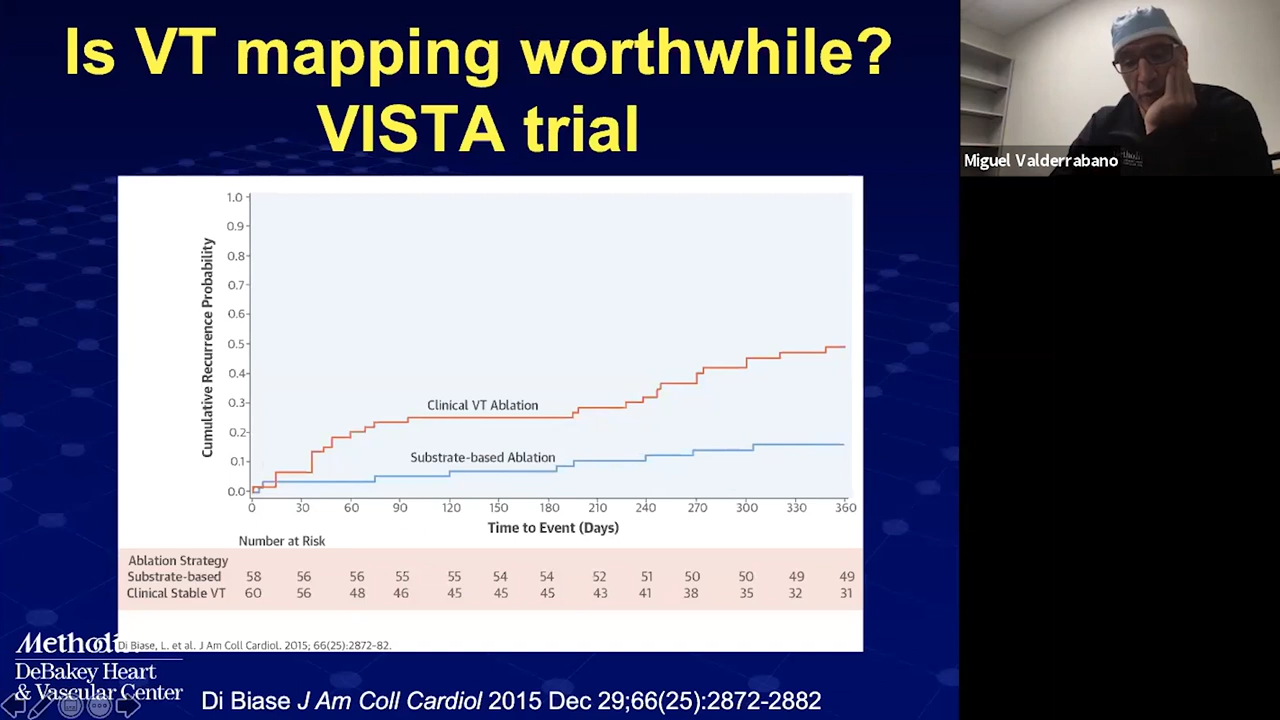 Is VT mapping worthwhile?
VISTA trial
Miguel Valderrabano
Cumulative Recurrence Probability
1.0
0.9
0.8
0.7
0.6
0.5
0.4
0.3
0.2
0.1
0.0
Clinical VT Ablation
Substrate-based Ablation
0 30 60 90 120 150 180 210 240 270 300 330 360
Time to Event (Days)
Number at Risk
Ablation Strategy
Substrate-based 58 56 56 55 55 54 54 52 51 50 50 49 49
Clinical Stable VT 60 56 48 46 45 45 45 43 41 38 35 32 31
Di Biase, L. et al. J Am Coll Cardiol. 2015; 66(25):2872-82.
DeBakey Heart
& Vascular Center
Di Biase J Am Coll Cardiol 2015 Dec 29;66(25):2872-2882